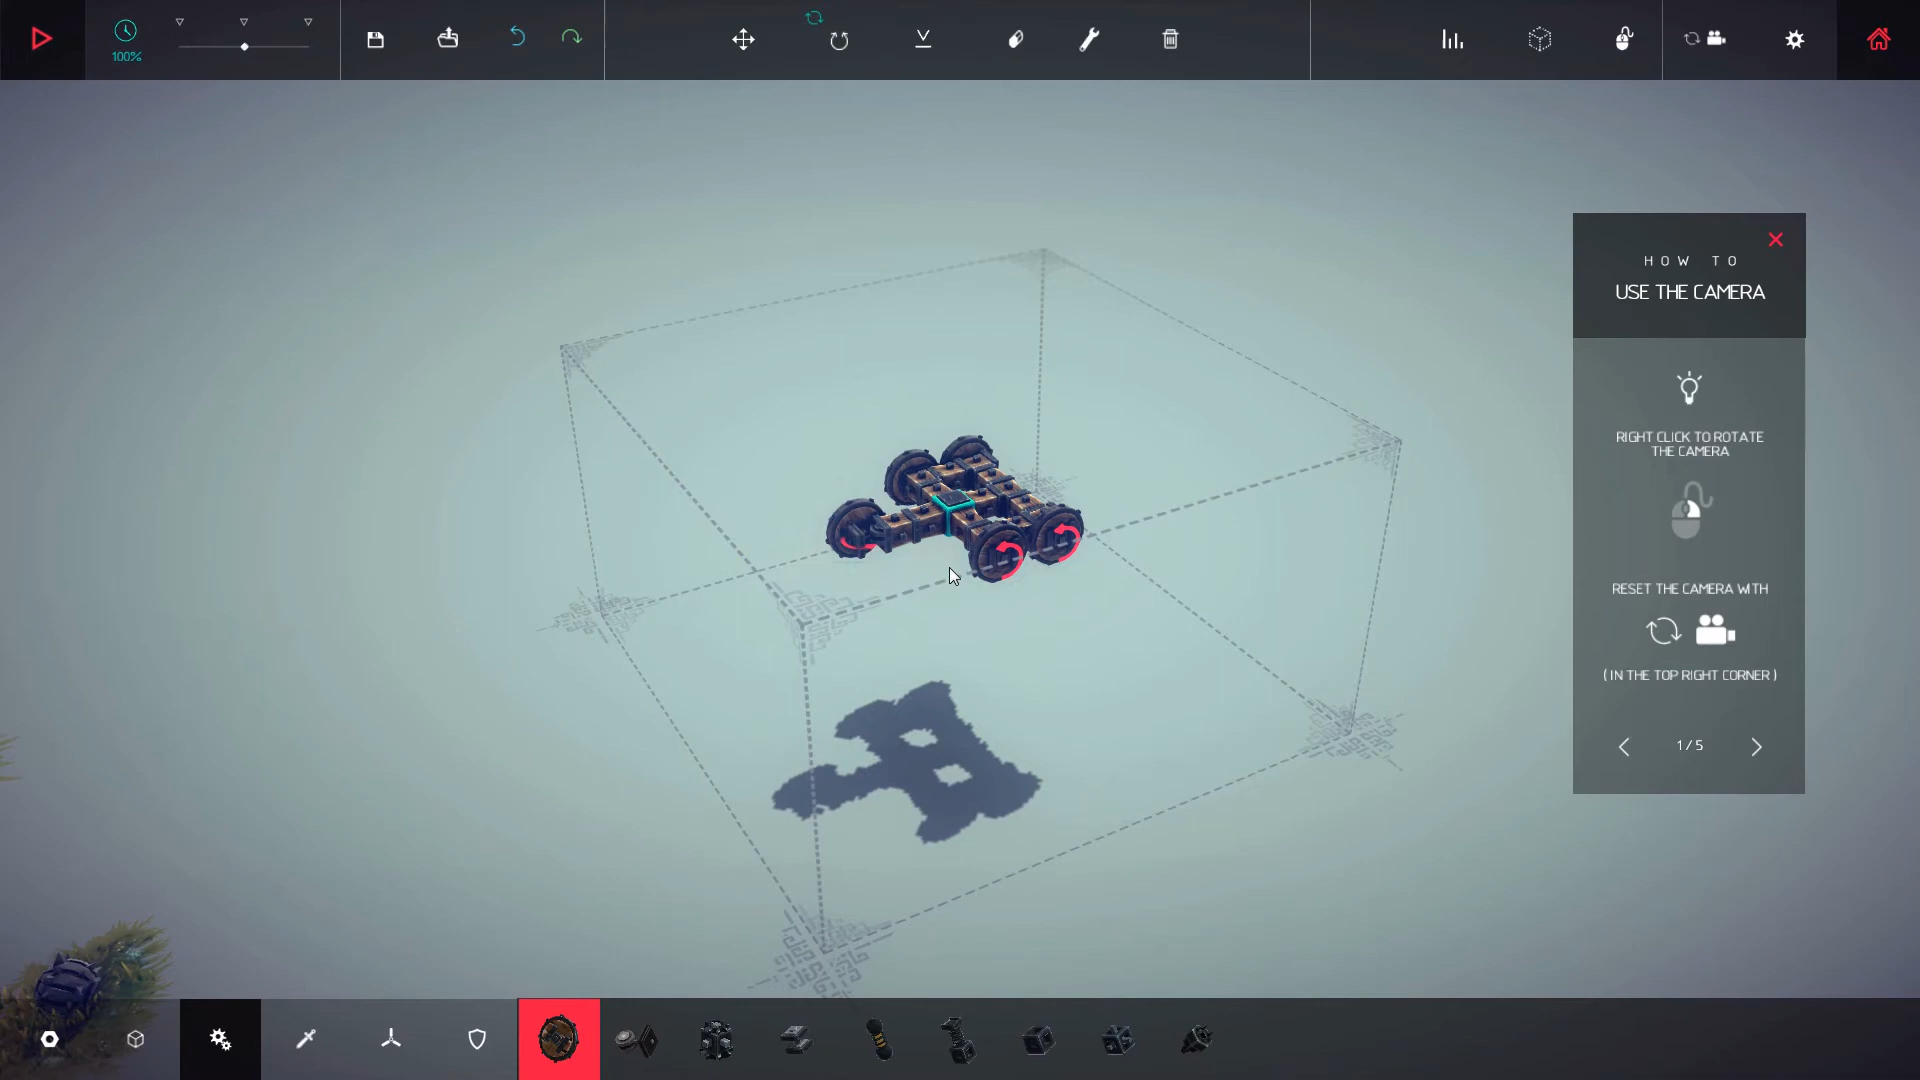 100%
HOW TO
USE THE CAMERA
RIGHT CLICK TO ROTATE
THE CAMERA
RESET THE CAMERA WITH
( IN THE TOP RIGHT CORNER )
1/5